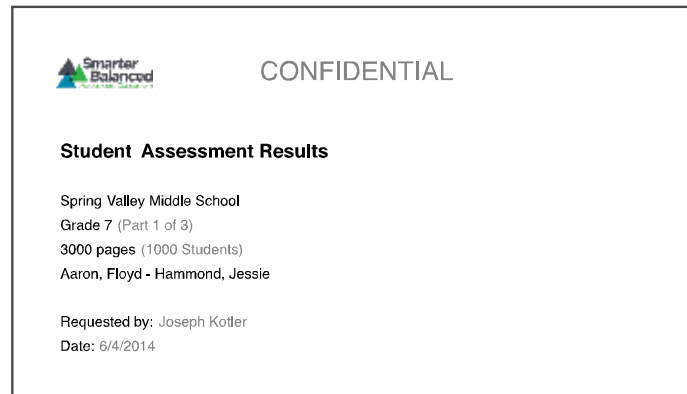 Smarter
Balanced
CONFIDENTIAL
Student Assessment Results
Spring Valley Middle School
Grade 7 (Part 1 of 3)
3000 pages (1000 Students)
Aaron, Floyd - Hammond, Jessie
Requested by: Joseph Kotler
Date: 6/4/2014